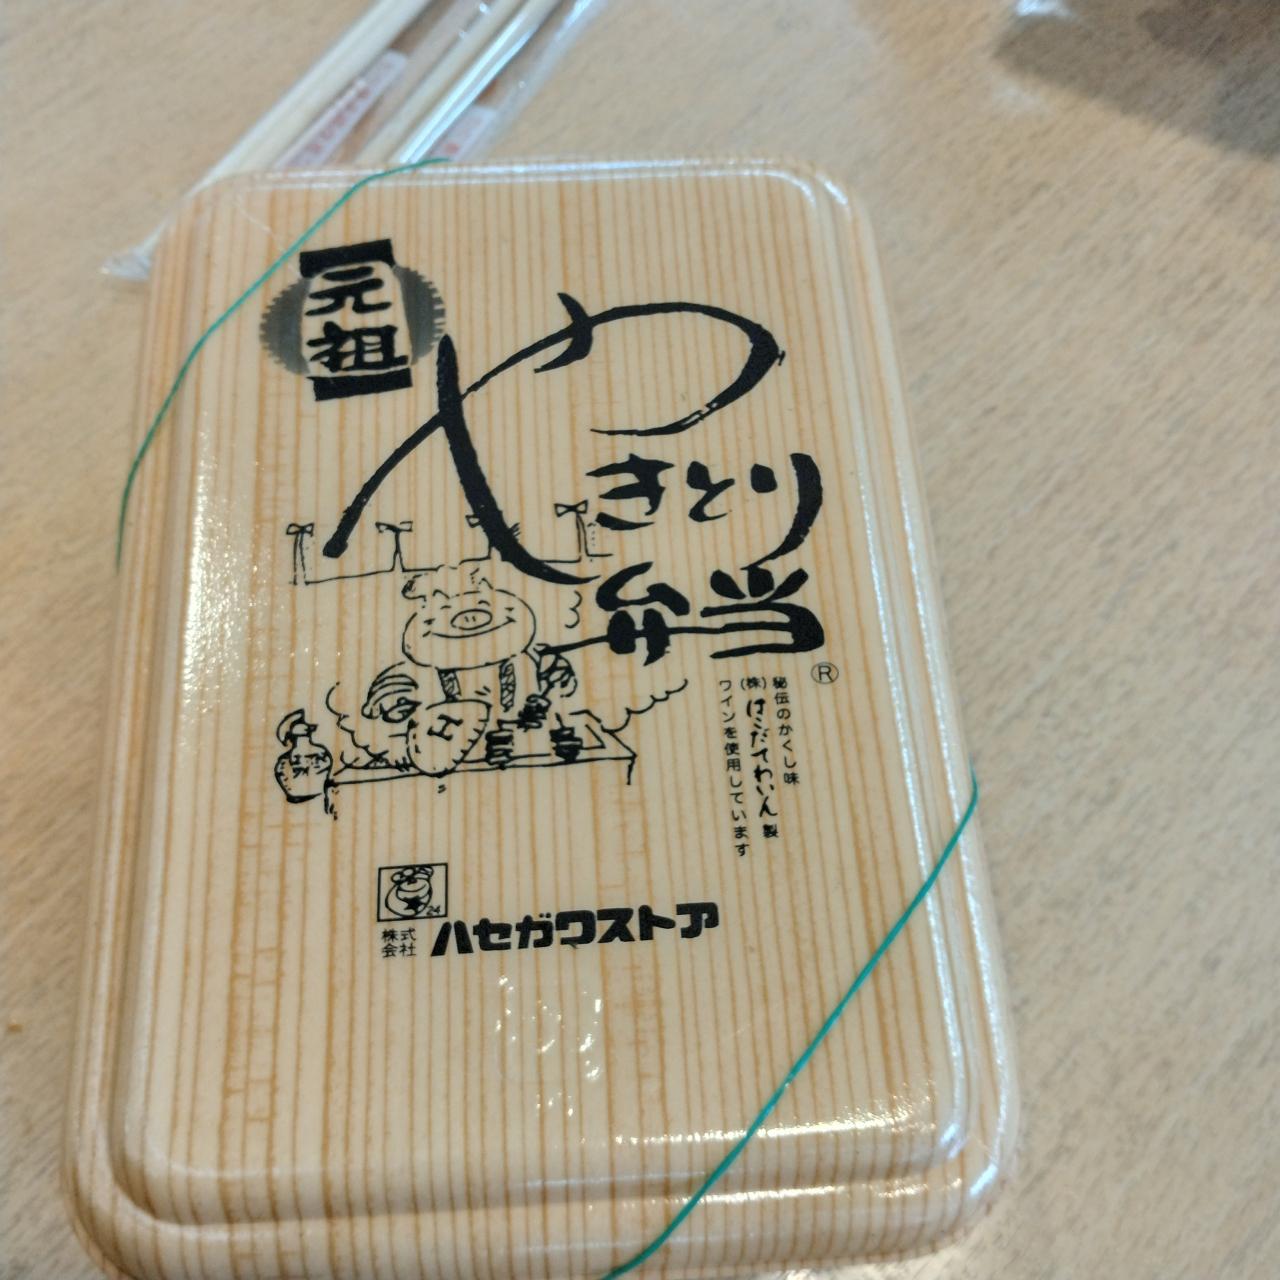 元祖
やきとり弁当
®
秘伝のかくし味
(株)はこだてわいん製
ワインを使用しています
H
24
株式会社 ハセガワストア